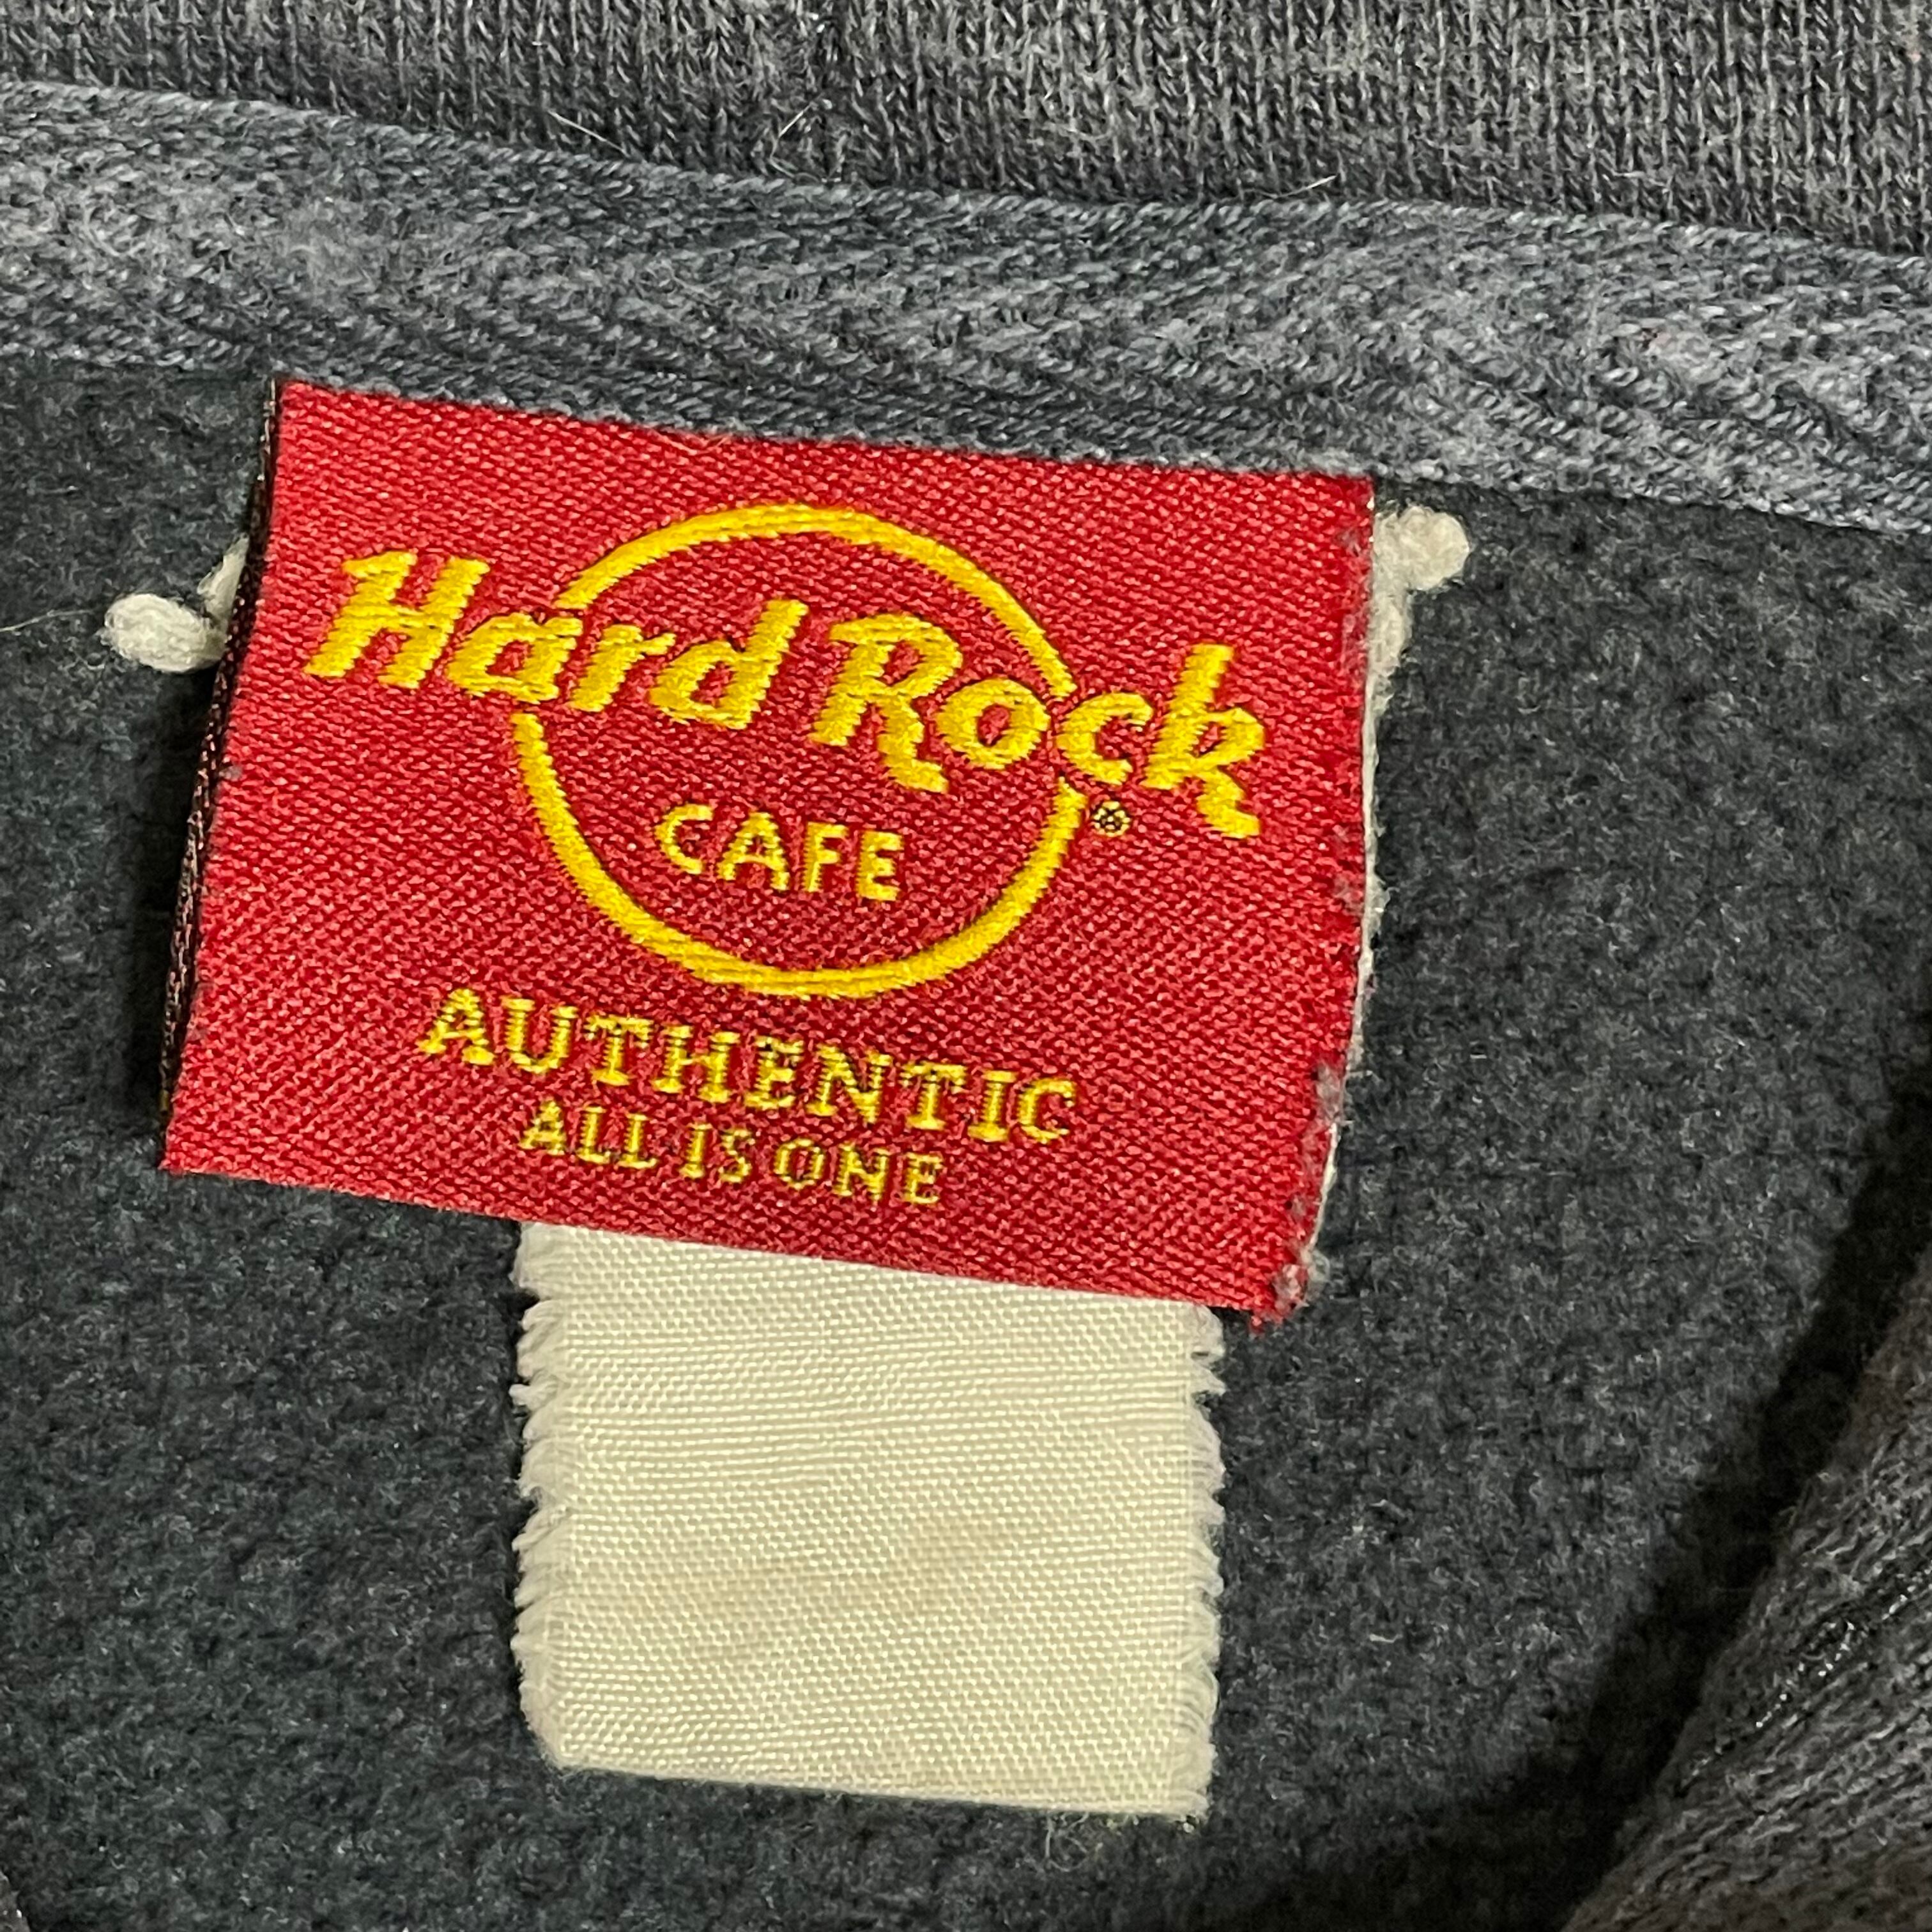 Hard Rock
CAFE ®
AUTHENTIC
ALL IS ONE